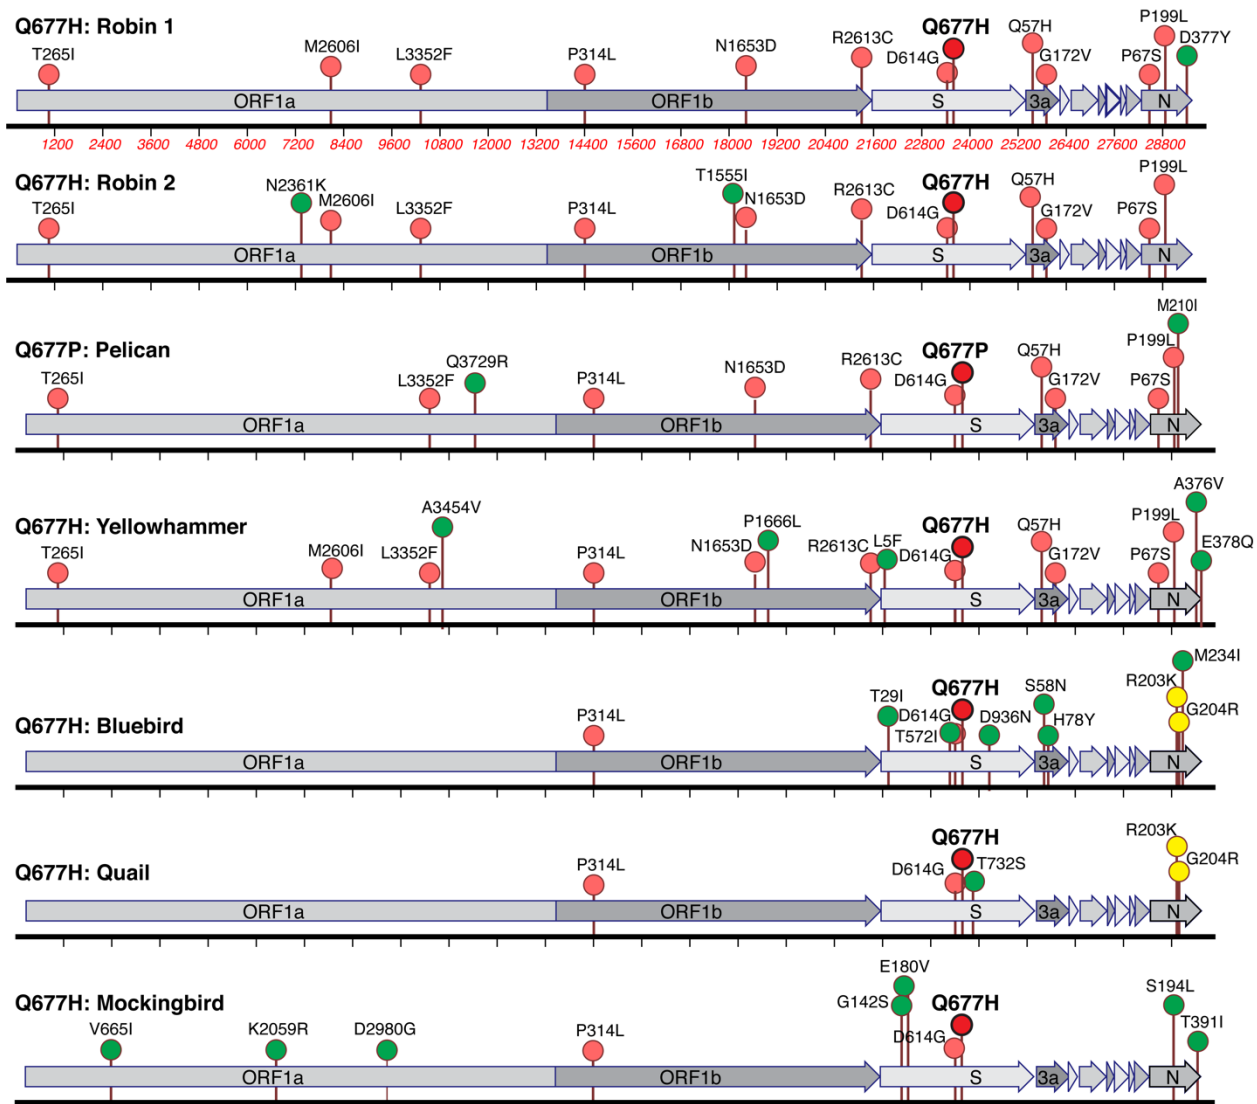 Q677H: Robin 1
T265I M2606I L3352F P314L N1653D R2613C D614G Q677H Q57H G172V P67S P199L D377Y
ORF1a ORF1b S 3a N
1200 2400 3600 4800 6000 7200 8400 9600 10800 12000 13200 14400 15600 16800 18000 19200 20400 21600 22800 24000 25200 26400 27600 28800
Q677H: Robin 2
T265I N2361K M2606I L3352F P314L T1555I N1653D R2613C D614G Q677H Q57H G172V P67S P199L
ORF1a ORF1b S 3a N
Q677P: Pelican
T265I L3352F Q3729R P314L N1653D R2613C D614G Q677P Q57H G172V P67S P199L M210I
ORF1a ORF1b S 3a N
Q677H: Yellowhammer
T265I M2606I L3352F A3454V P314L N1653D P1666L R2613C L5F D614G Q677H Q57H G172V P67S P199L A376V E378Q
ORF1a ORF1b S 3a N
Q677H: Bluebird
P314L T29I T572I D614G Q677H D936N S58N H78Y R203K G204R M234I
ORF1a ORF1b S 3a N
Q677H: Quail
P314L D614G Q677H T732S R203K G204R
ORF1a ORF1b S 3a N
Q677H: Mockingbird
V665I K2059R D2980G P314L G142S E180V D614G Q677H S194L T391I
ORF1a ORF1b S 3a N